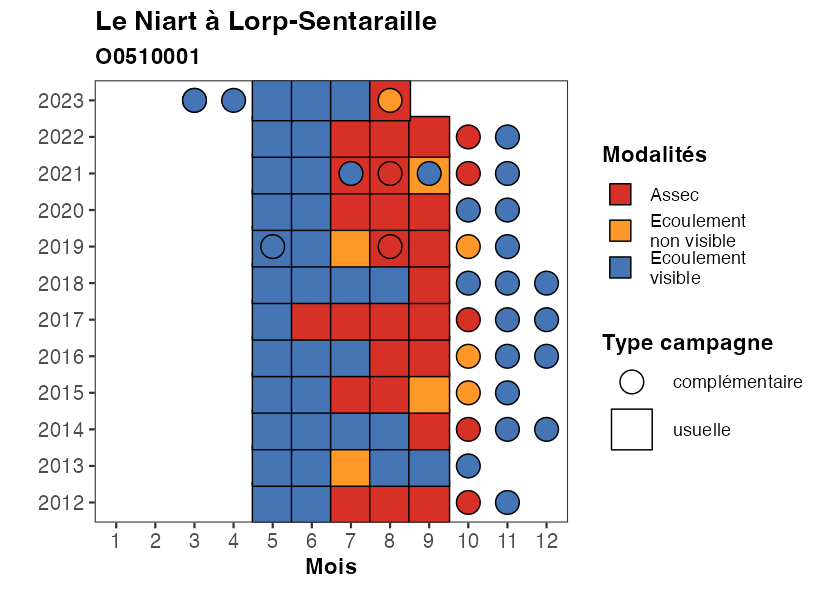 Le Niart à Lorp-Sentaraille
O0510001
2023
2022
2021
2020
2019
2018
2017
2016
2015
2014
2013
2012
1 2 3 4 5 6 7 8 9 10 11 12
Mois
Modalités
Assec
Ecoulement
non visible
Ecoulement
visible
Type campagne
complémentaire
usuelle